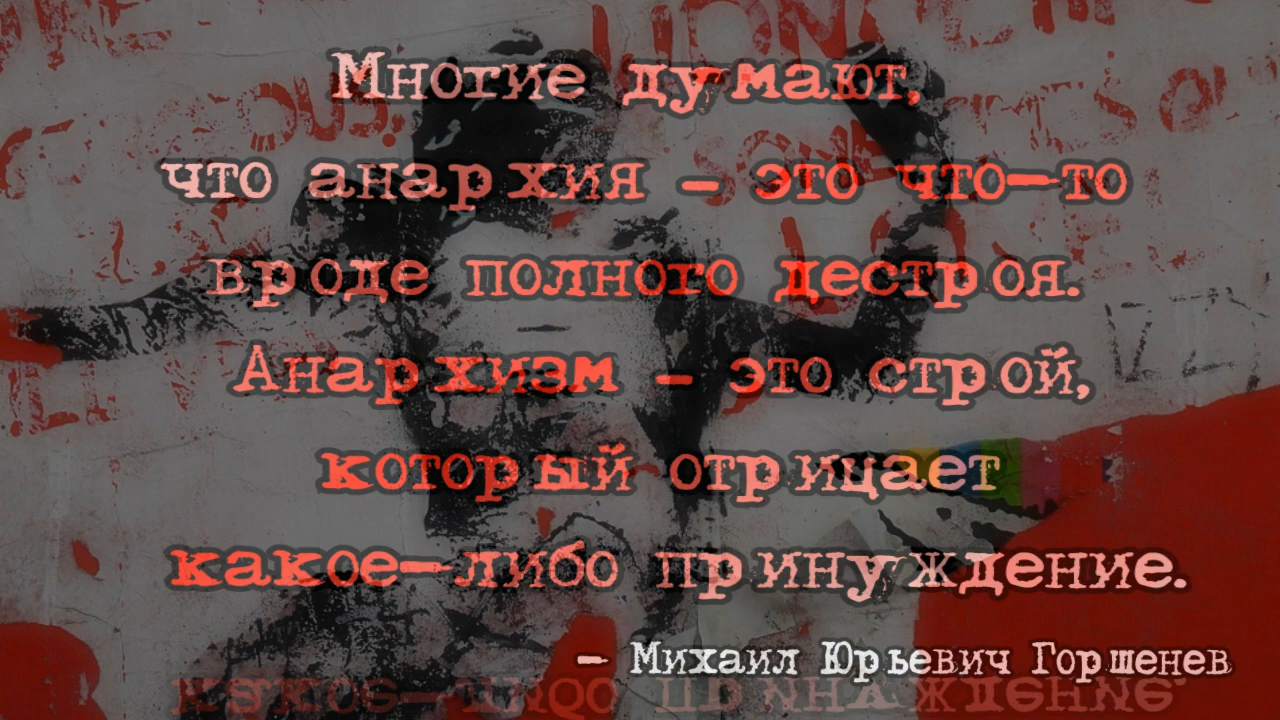 Многие думают,
что анархия – это что-то
вроде полного дестроя.
Анархизм – это строй,
который отрицает
какое-либо принуждение.
– Михаил Юрьевич Горшенев